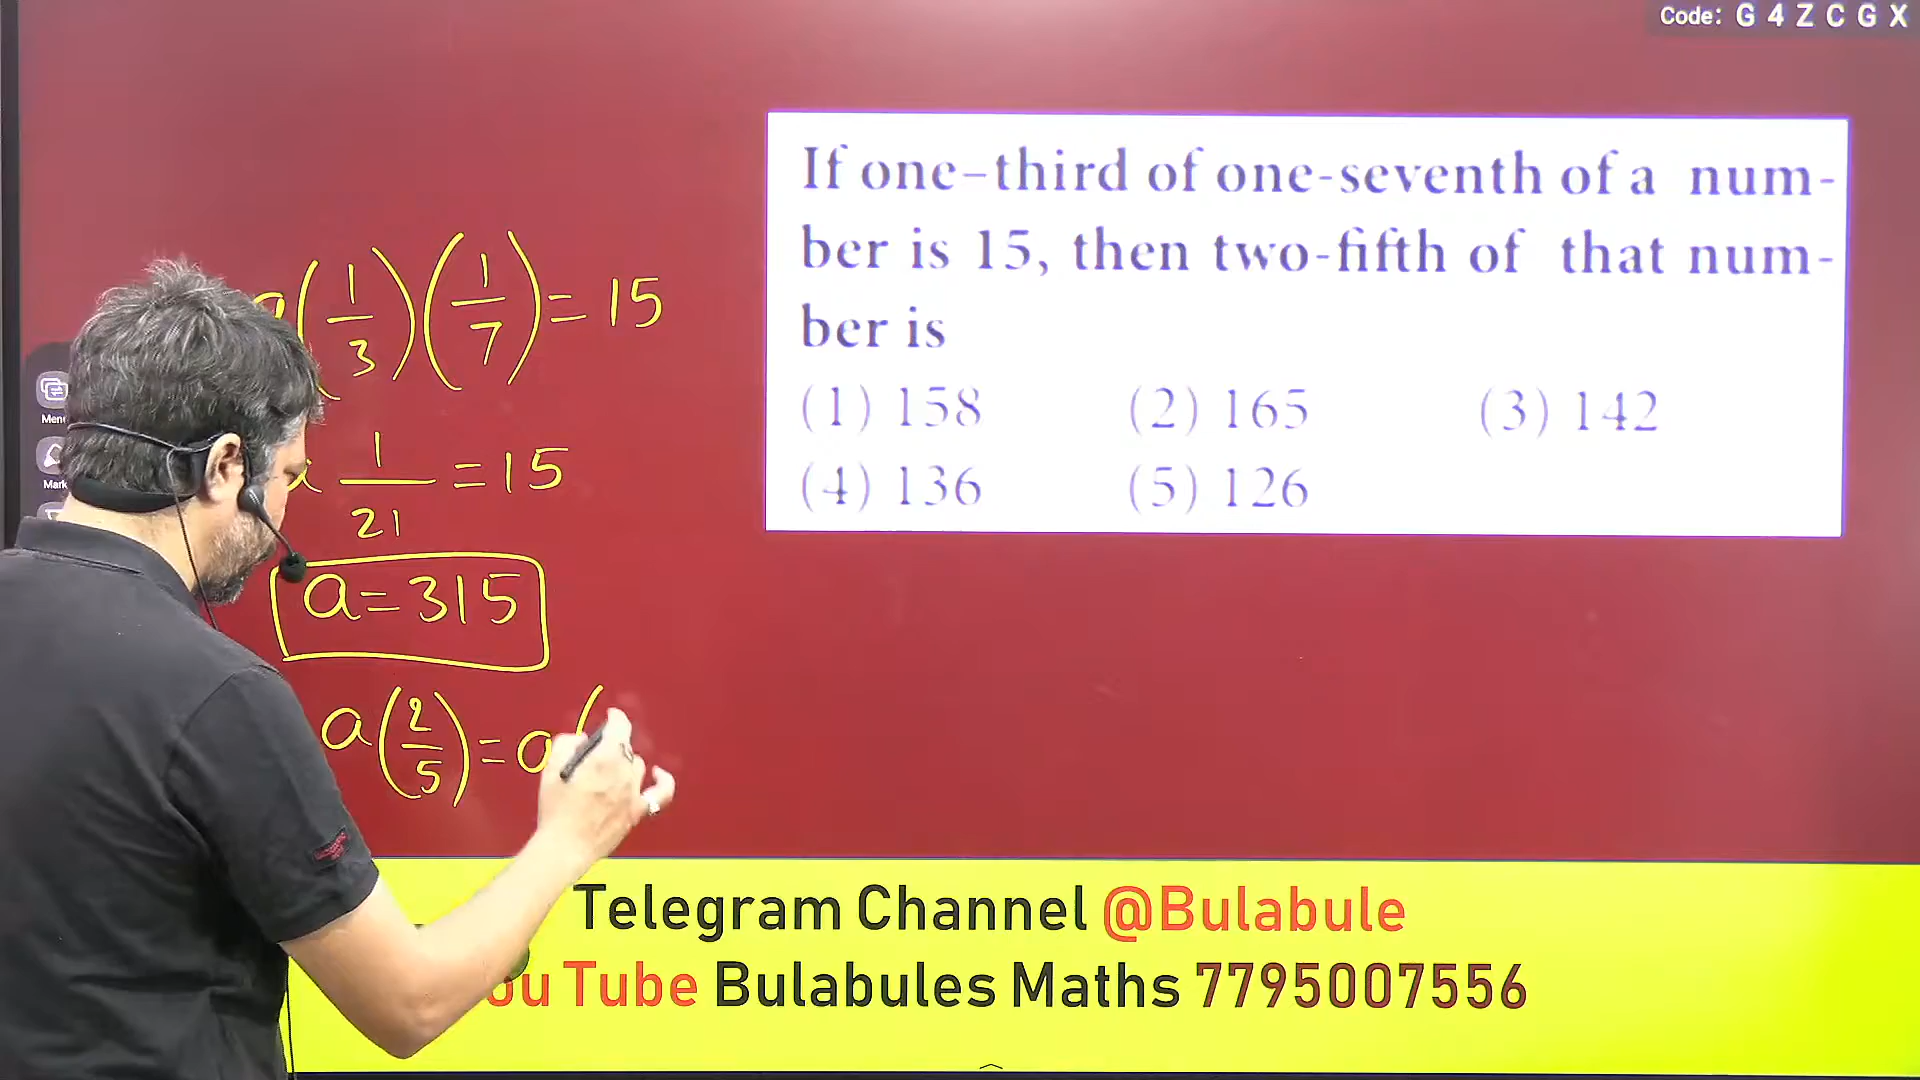 Code: G 4 Z C G X
If one-third of one-seventh of a num-
ber is 15, then two-fifth of that num-
ber is
(1) 158 (2) 165 (3) 142
(4) 136 (5) 126
a(1/3)(1/7) = 15
a 1/21 = 15
a = 315
a(2/5) = a(
Mark
Telegram Channel @Bulabule
ou Tube Bulabules Maths 7795007556